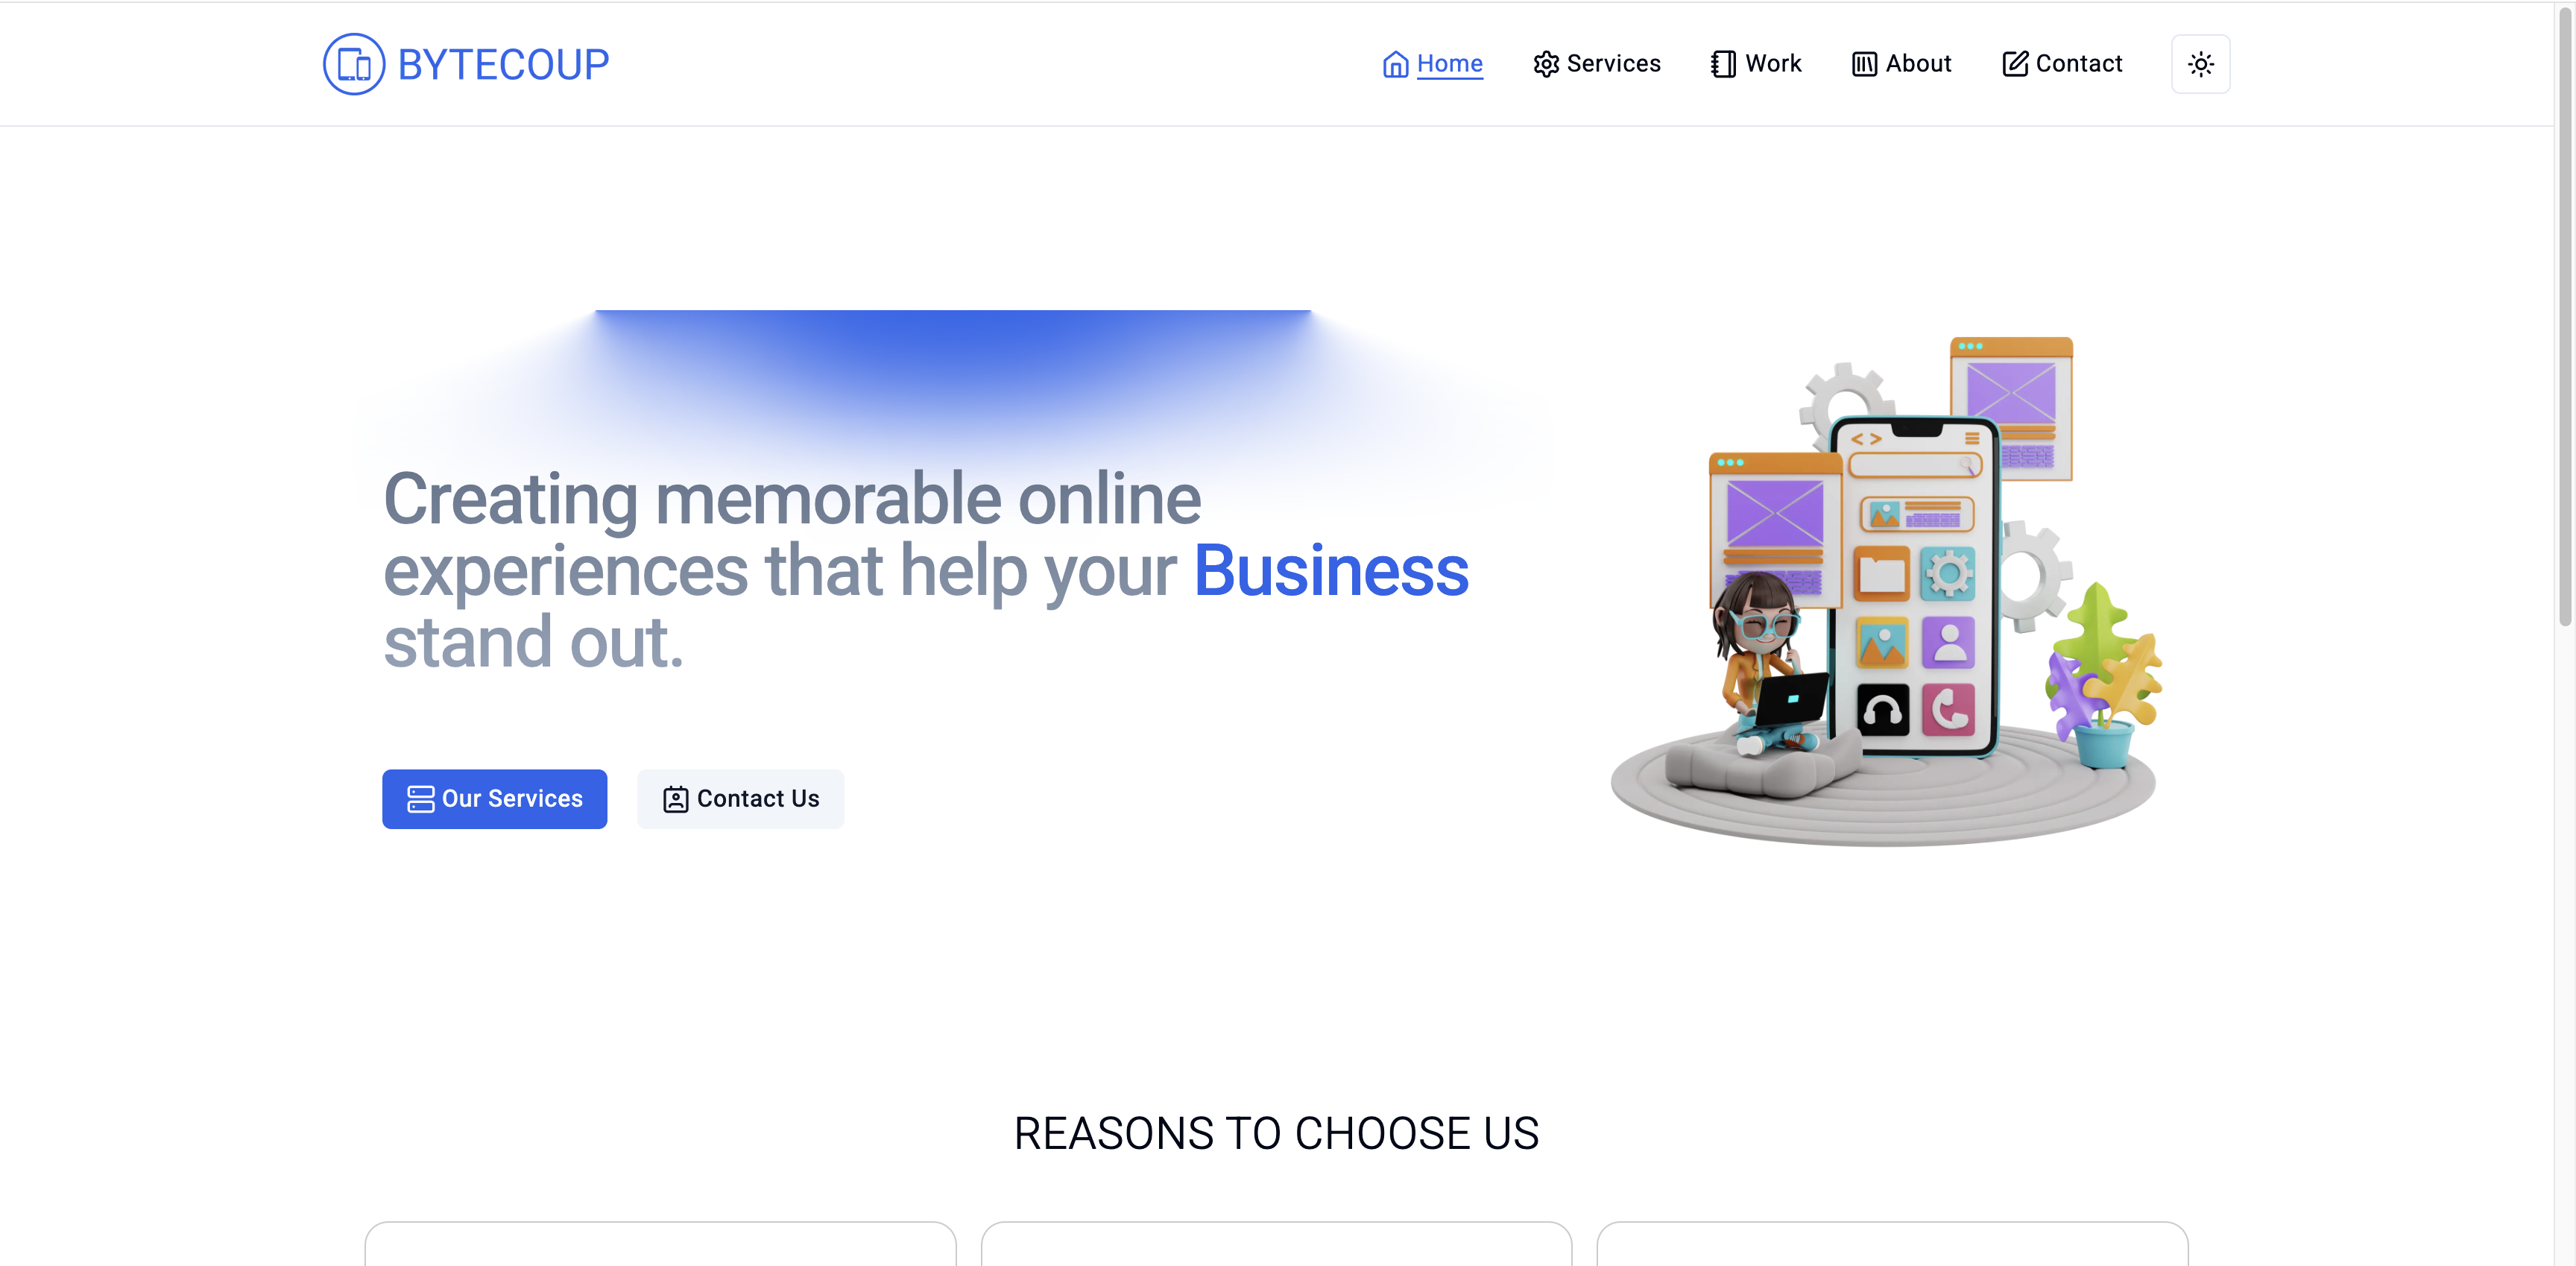 BYTECOUP
Home
Services
Work
About
Contact
Creating memorable online
experiences that help your Business
stand out.
Our Services
Contact Us
REASONS TO CHOOSE US